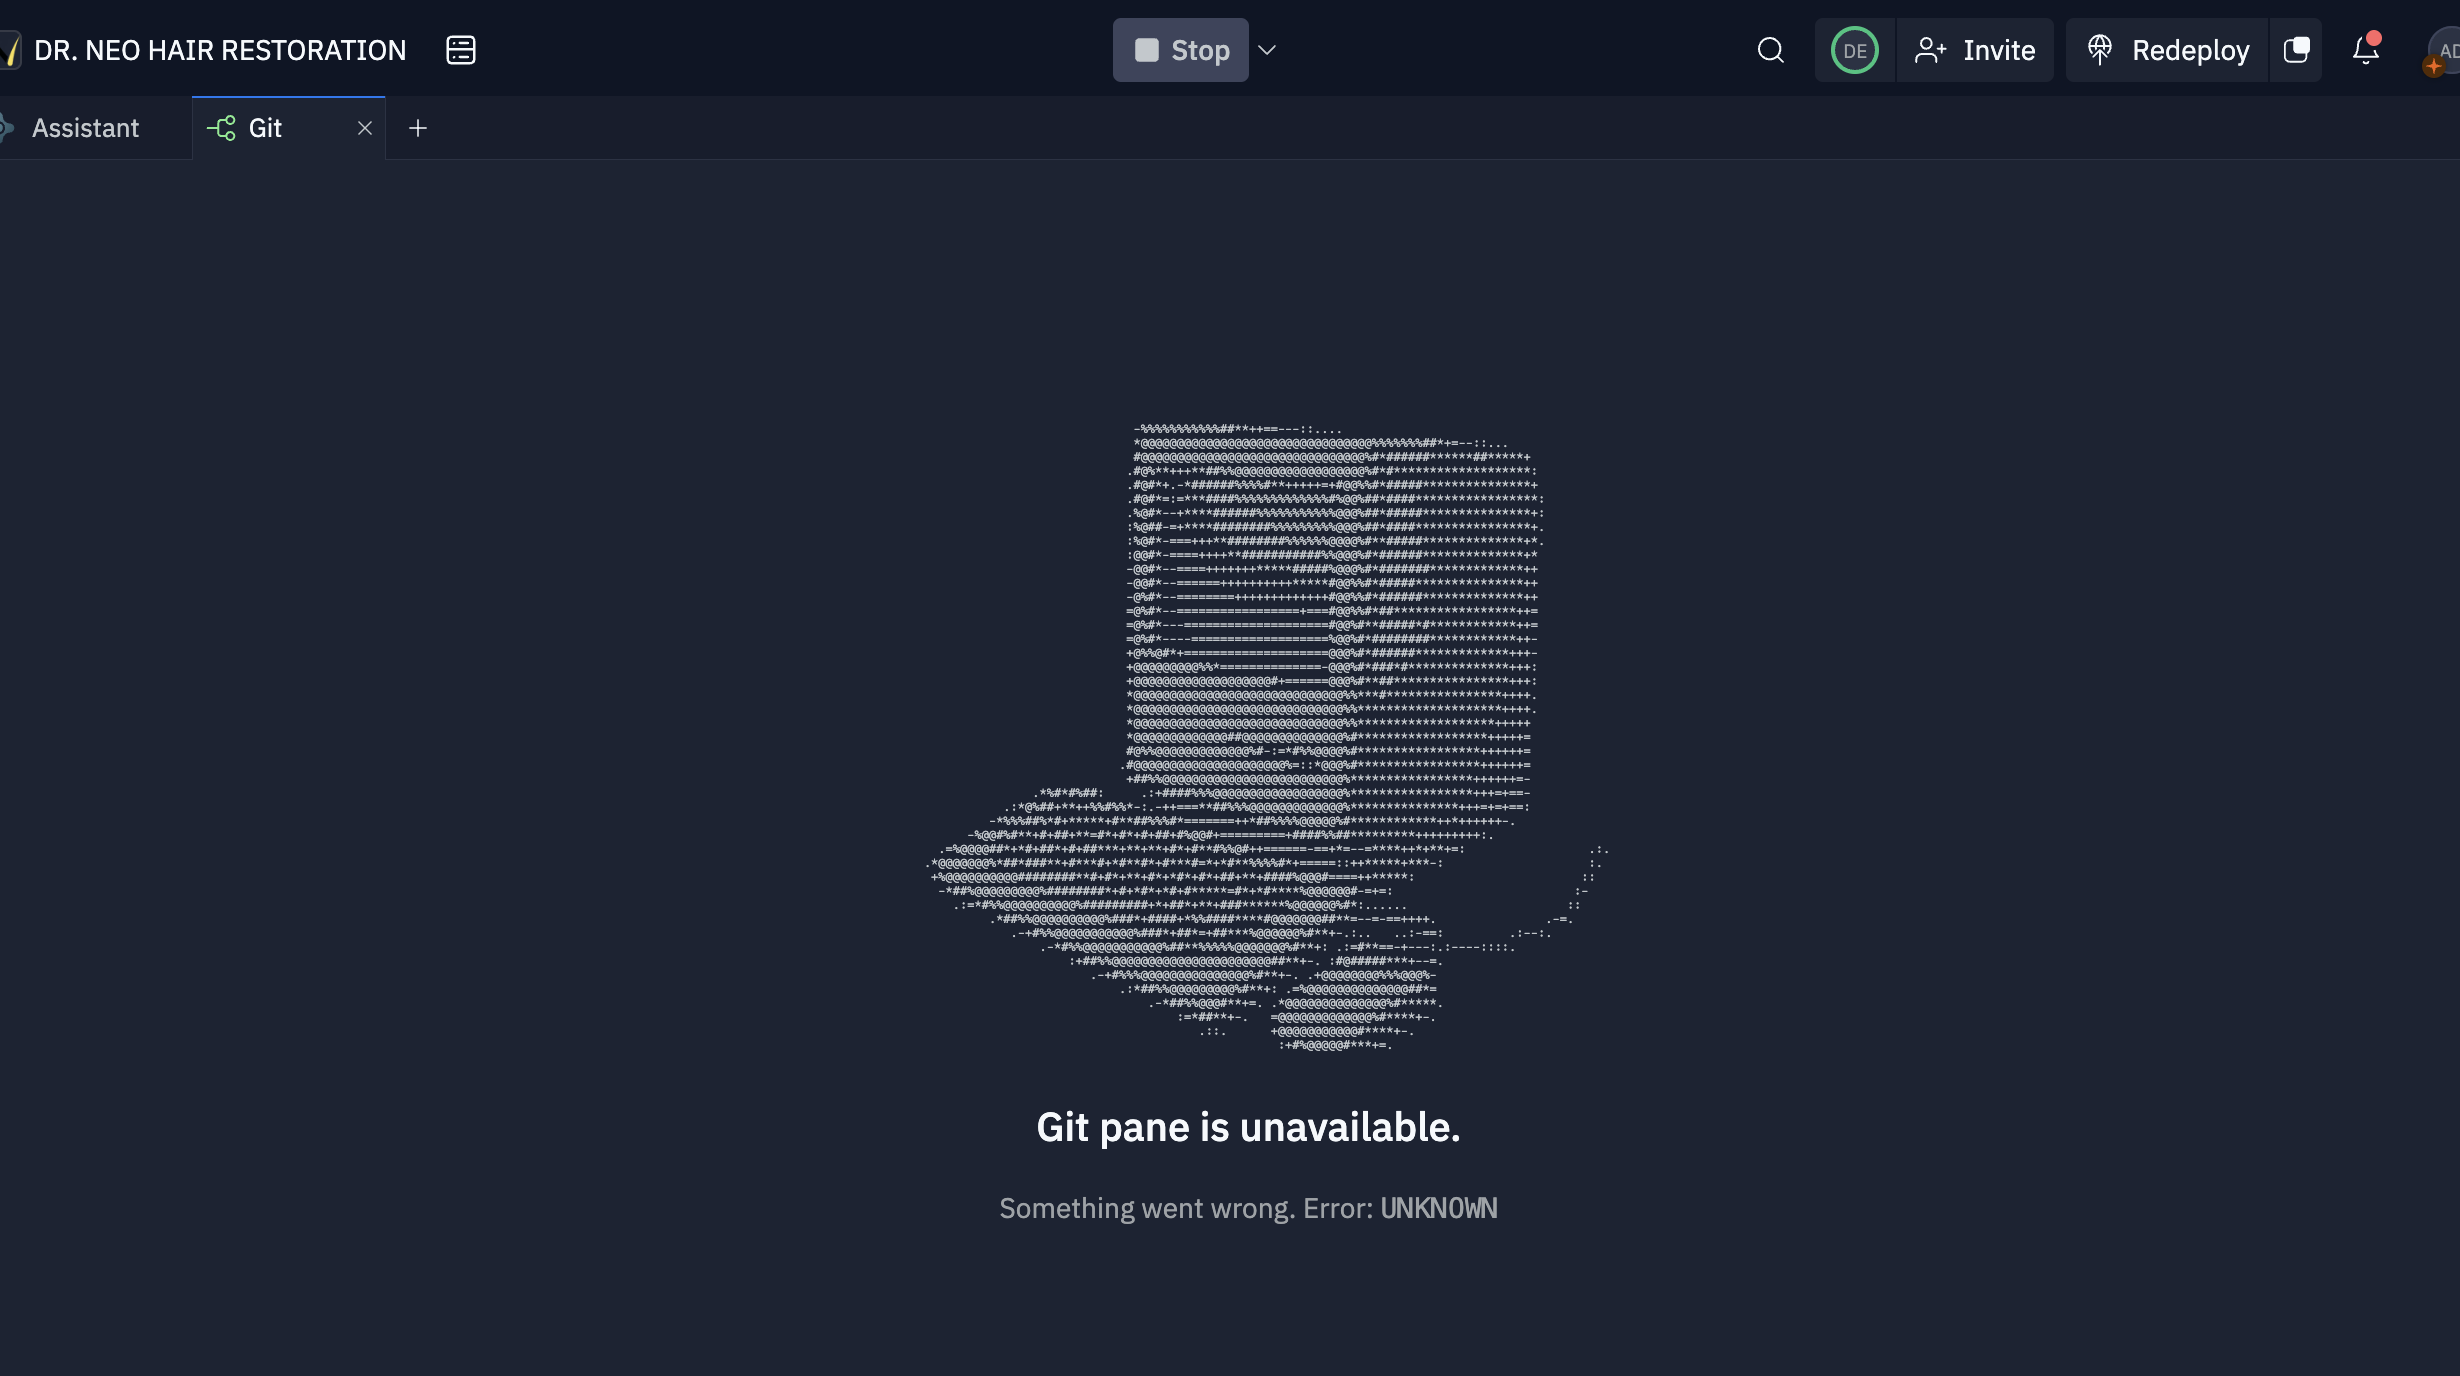 DR. NEO HAIR RESTORATION
Stop
DE
Invite
Redeploy
AD
Assistant
Git
Git pane is unavailable.
Something went wrong. Error: UNKNOWN